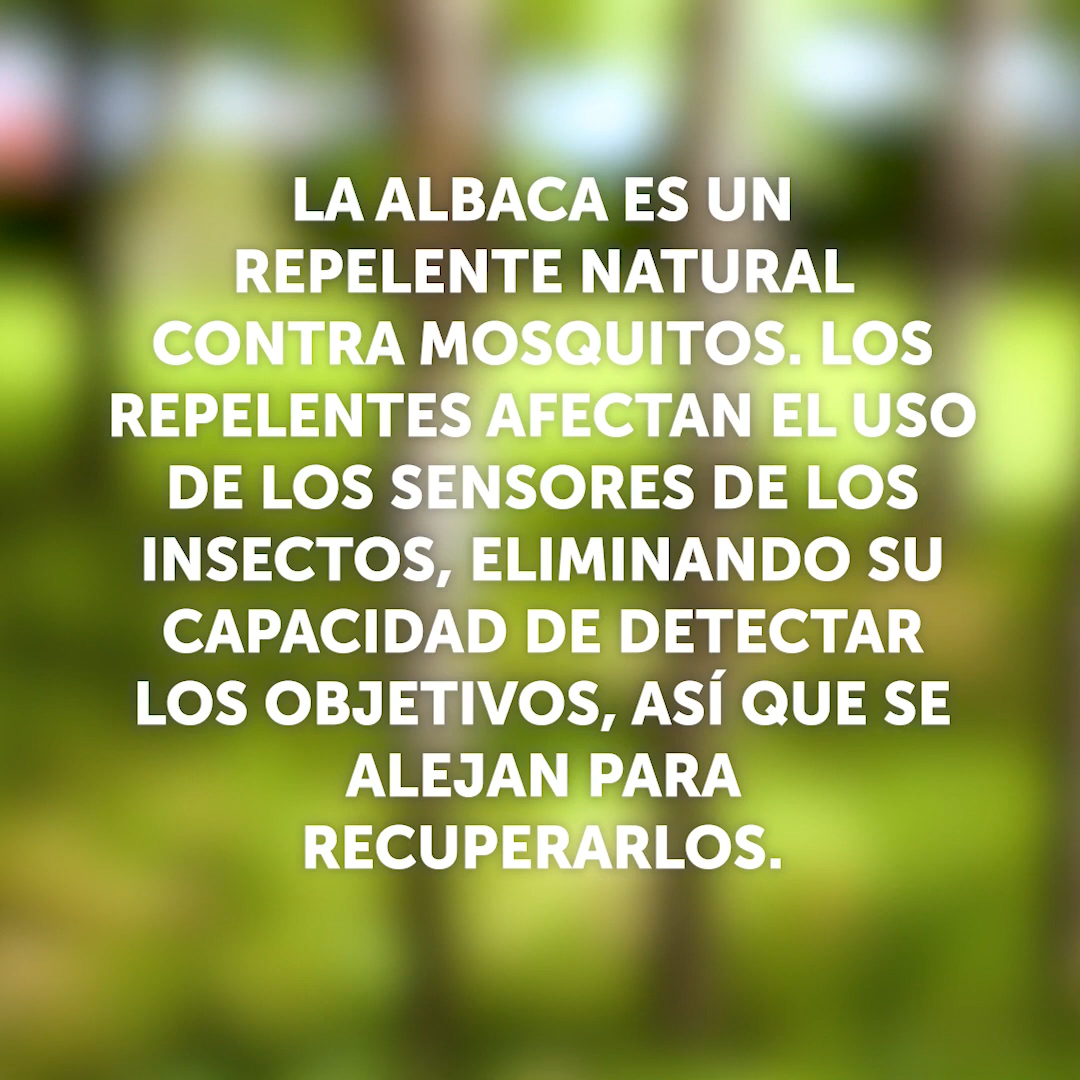 LA ALBACA ES UN
REPELENTE NATURAL
CONTRA MOSQUITOS. LOS
REPELENTES AFECTAN EL USO
DE LOS SENSORES DE LOS
INSECTOS, ELIMINANDO SU
CAPACIDAD DE DETECTAR
LOS OBJETIVOS, ASÍ QUE SE
ALEJAN PARA
RECUPERARLOS.